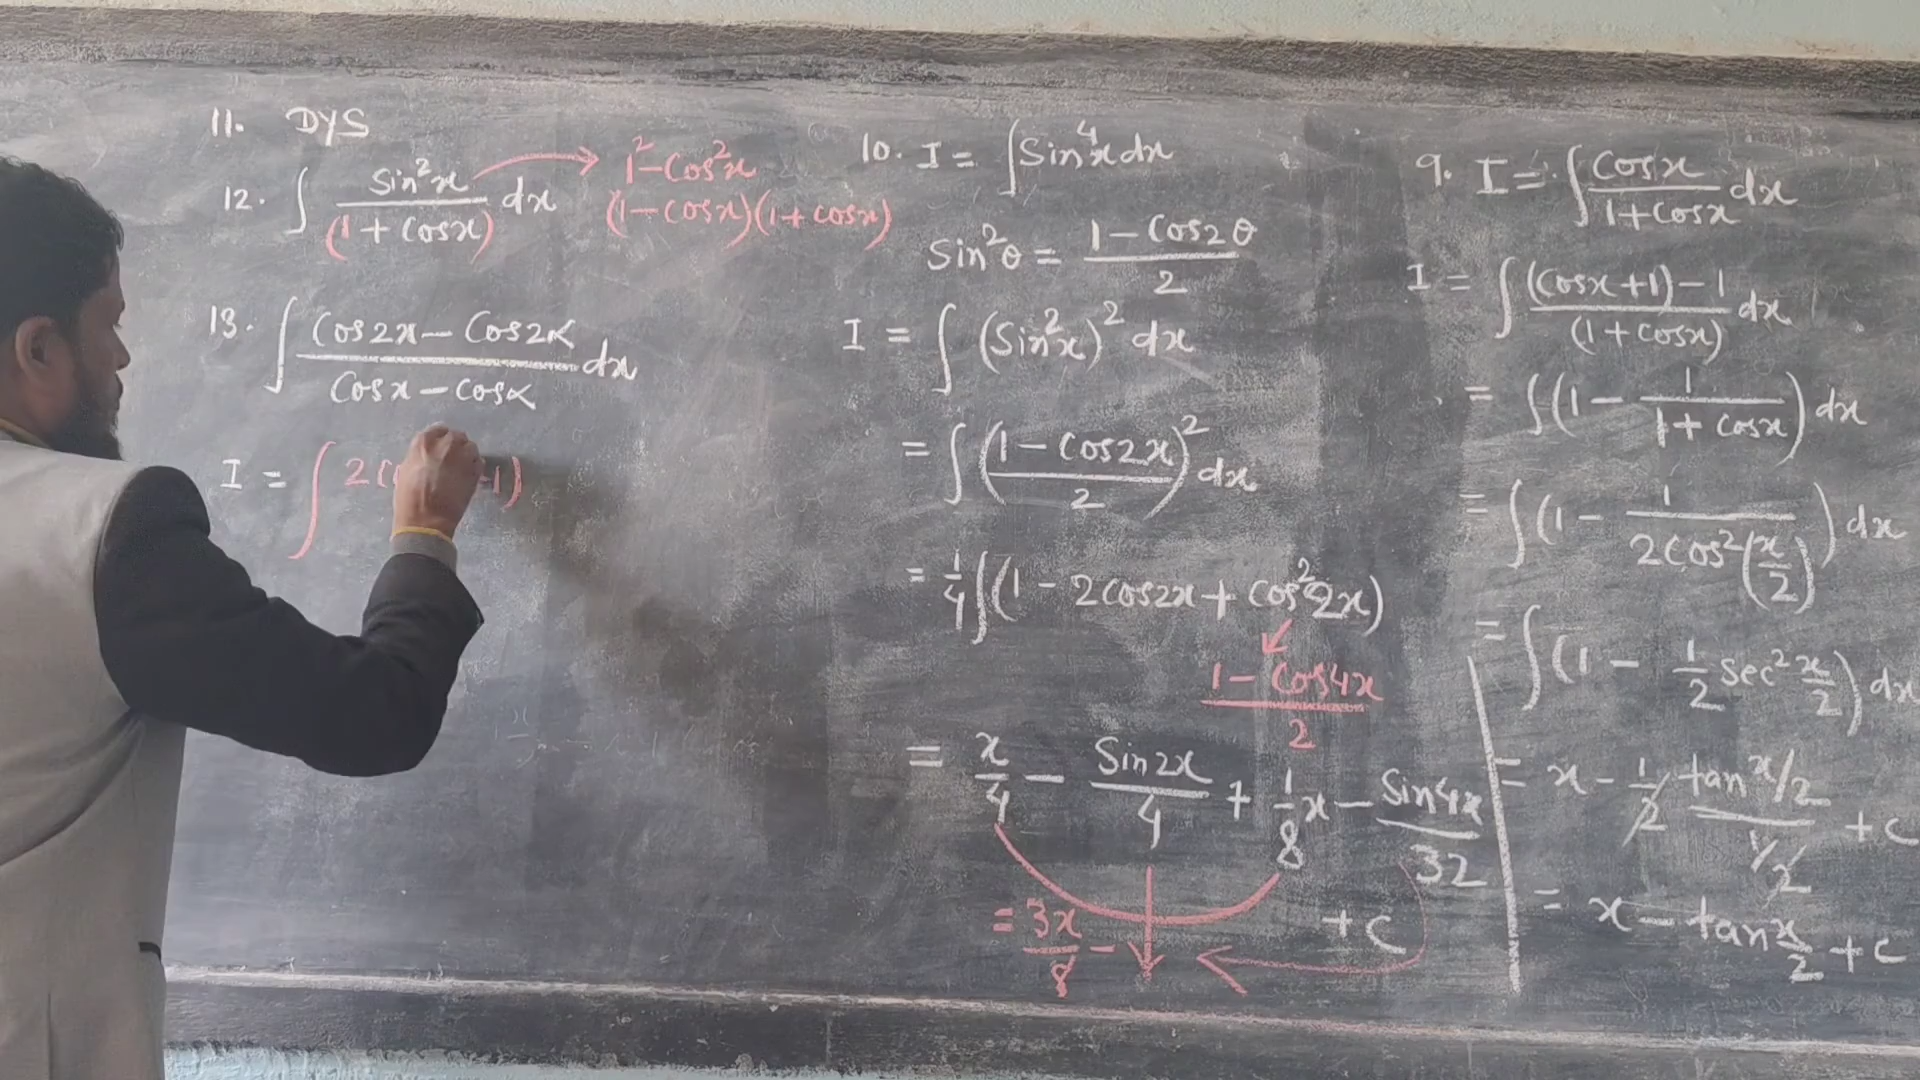 11. DYS
12. ∫ Sin²x / (1 + Cosx) dx → 1² - Cos²x
(1 - Cosx)(1 + Cosx)
13. ∫ Cos2x - Cos2α / Cosx - Cosα dx
I = ∫ 2( -1)
10. I = ∫ Sin⁴x dx
Sin²θ = 1 - Cos2θ / 2
I = ∫ (Sin²x)² dx
= ∫ (1 - Cos2x / 2)² dx
= 1/4 ∫ (1 - 2cos2x + cos²2x)
1 - Cos4x / 2
= x/4 - Sin2x / 4 + 1/8 x - Sin4x / 32
+ C
= 3x / 8 -
9. I = ∫ Cosx / 1 + Cosx dx
I = ∫ (Cosx + 1) - 1 / (1 + cosx) dx
= ∫ (1 - 1 / 1 + Cosx) dx
= ∫ (1 - 1 / 2Cos²(x/2)) dx
= ∫ (1 - 1/2 Sec² x/2) dx
= x - 1/2 tan x/2 / 1/2 + C
= x - tan x/2 + C